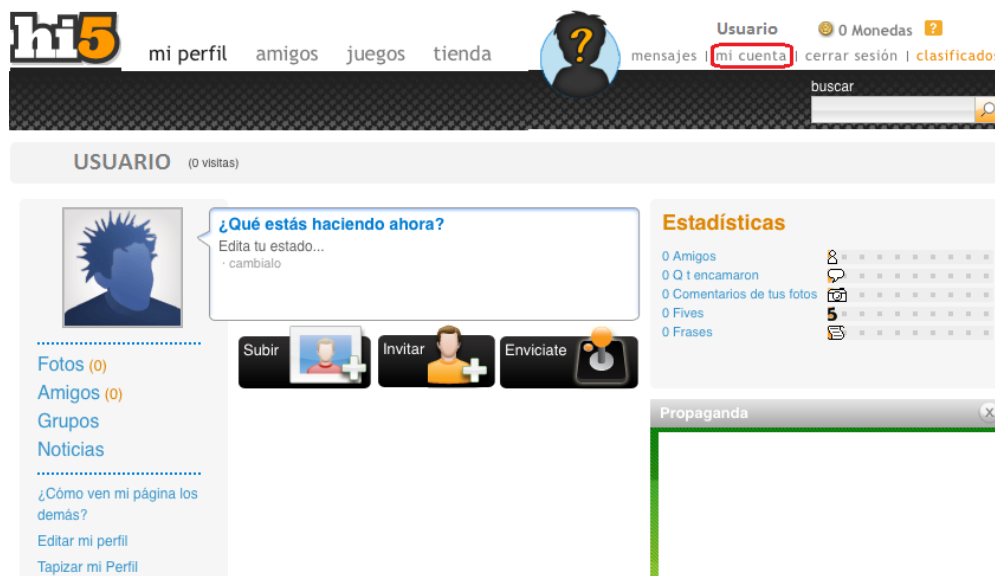 hi5
mi perfil amigos juegos tienda
?
Usuario 0 Monedas ?
mensajes | mi cuenta | cerrar sesión | clasificados
buscar
USUARIO (0 visitas)
¿Qué estás haciendo ahora?
Edita tu estado...
· cambialo
Subir
Invitar
Enviciate
Fotos (0)
Amigos (0)
Grupos
Noticias
¿Cómo ven mi página los
demás?
Editar mi perfil
Tapizar mi Perfil
Estadísticas
0 Amigos
0 Q t encamaron
0 Comentarios de tus fotos
0 Fives 5
0 Frases
Propaganda X